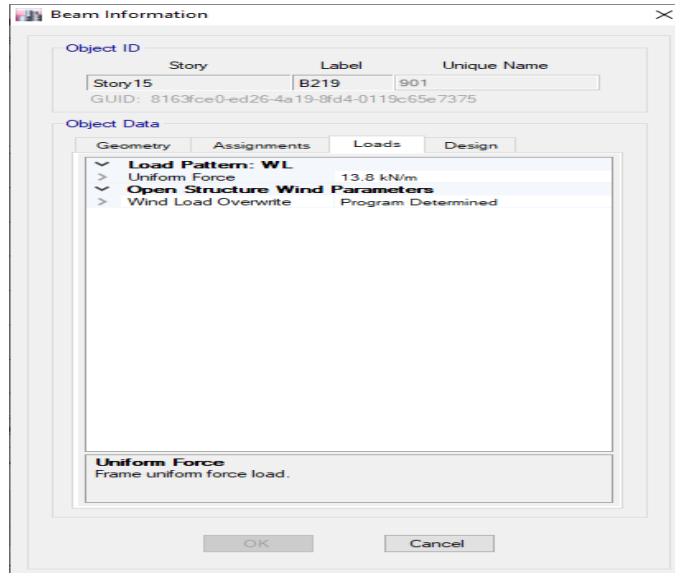 Beam Information
Object ID
Story Label Unique Name
Story15 B219 901
GUID: 8163fce0-ed26-4a19-8fd4-0119c65e7375
Object Data
Geometry Assignments Loads Design
Load Pattern: WL
Uniform Force 13.8 kN/m
Open Structure Wind Parameters
Wind Load Overwrite Program Determined
Uniform Force
Frame uniform force load.
OK Cancel